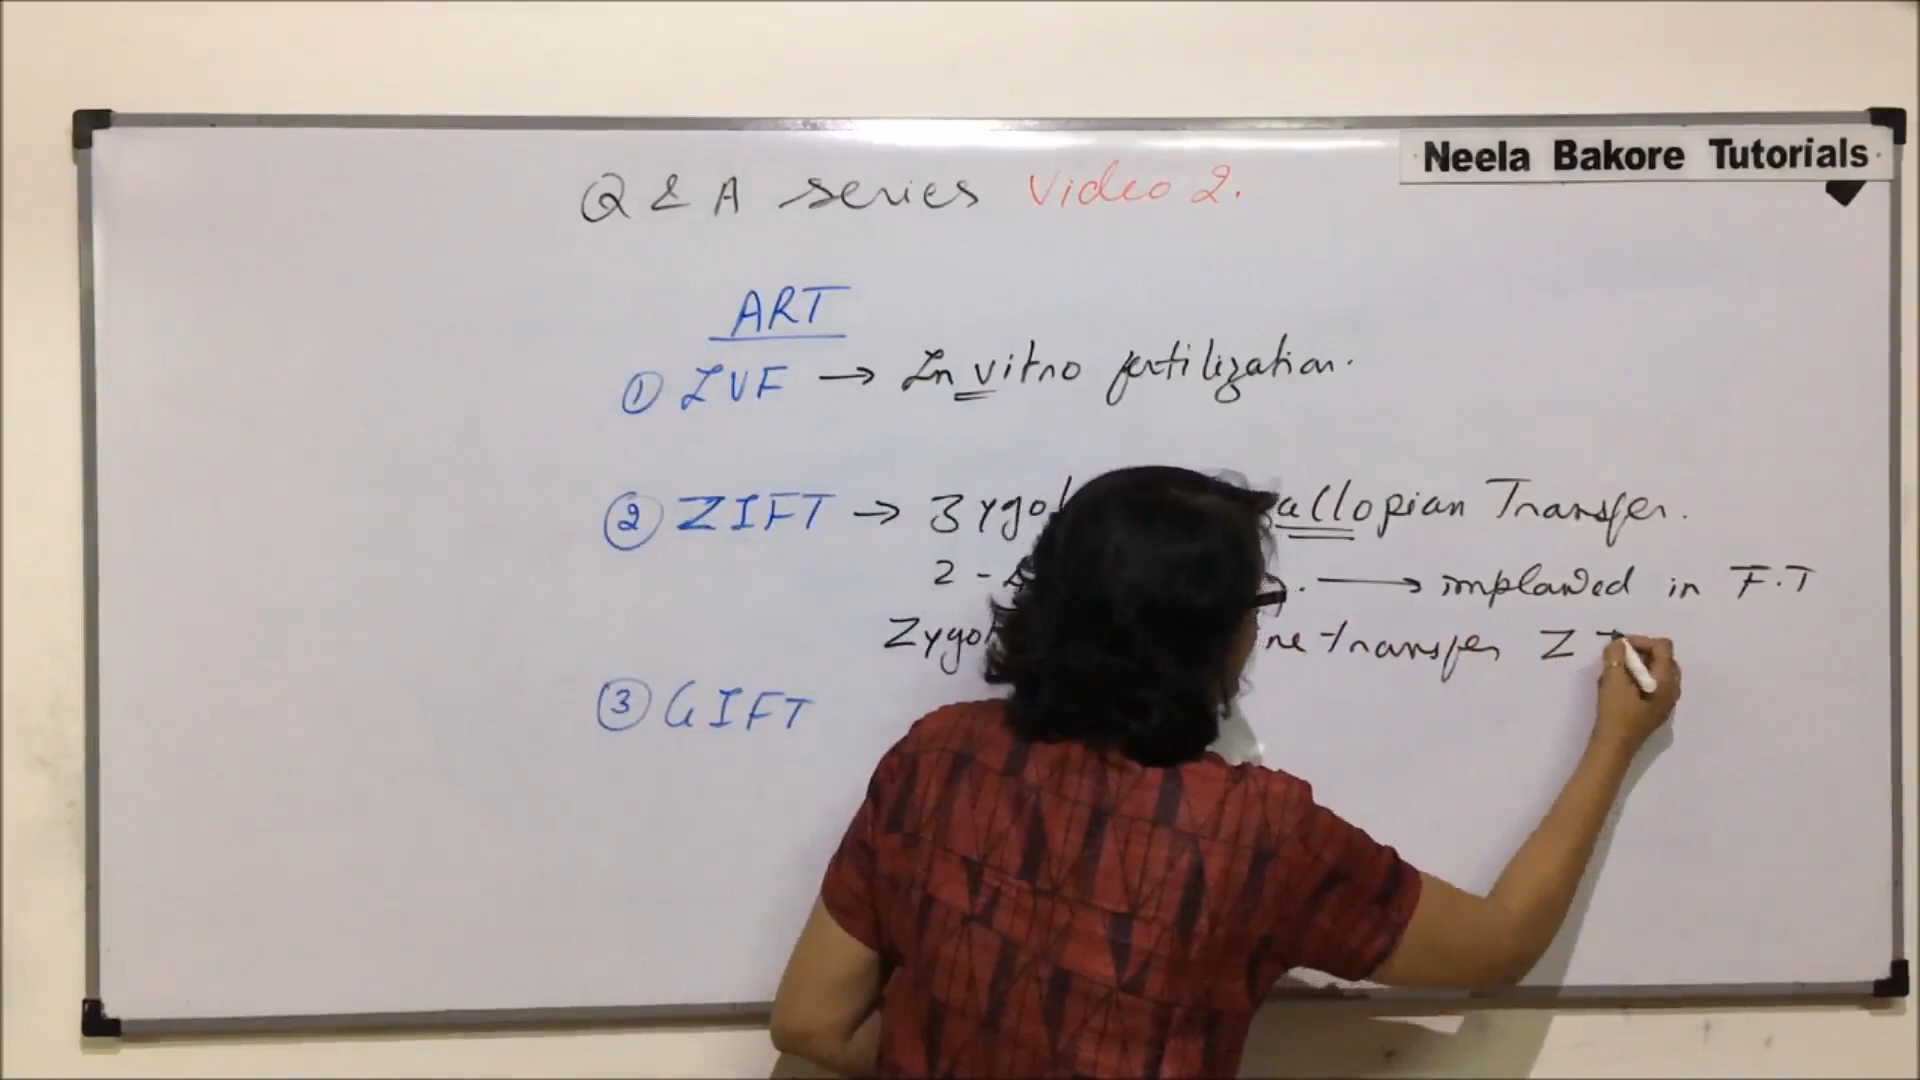 Neela Bakore Tutorials
Q & A series Video 2.
ART
① IVF → In vitro fertilization.
② ZIFT → Zygo allopian Transfer.
2 - → implanted in F.T
Zygo ne transfer Z I
③ GIFT